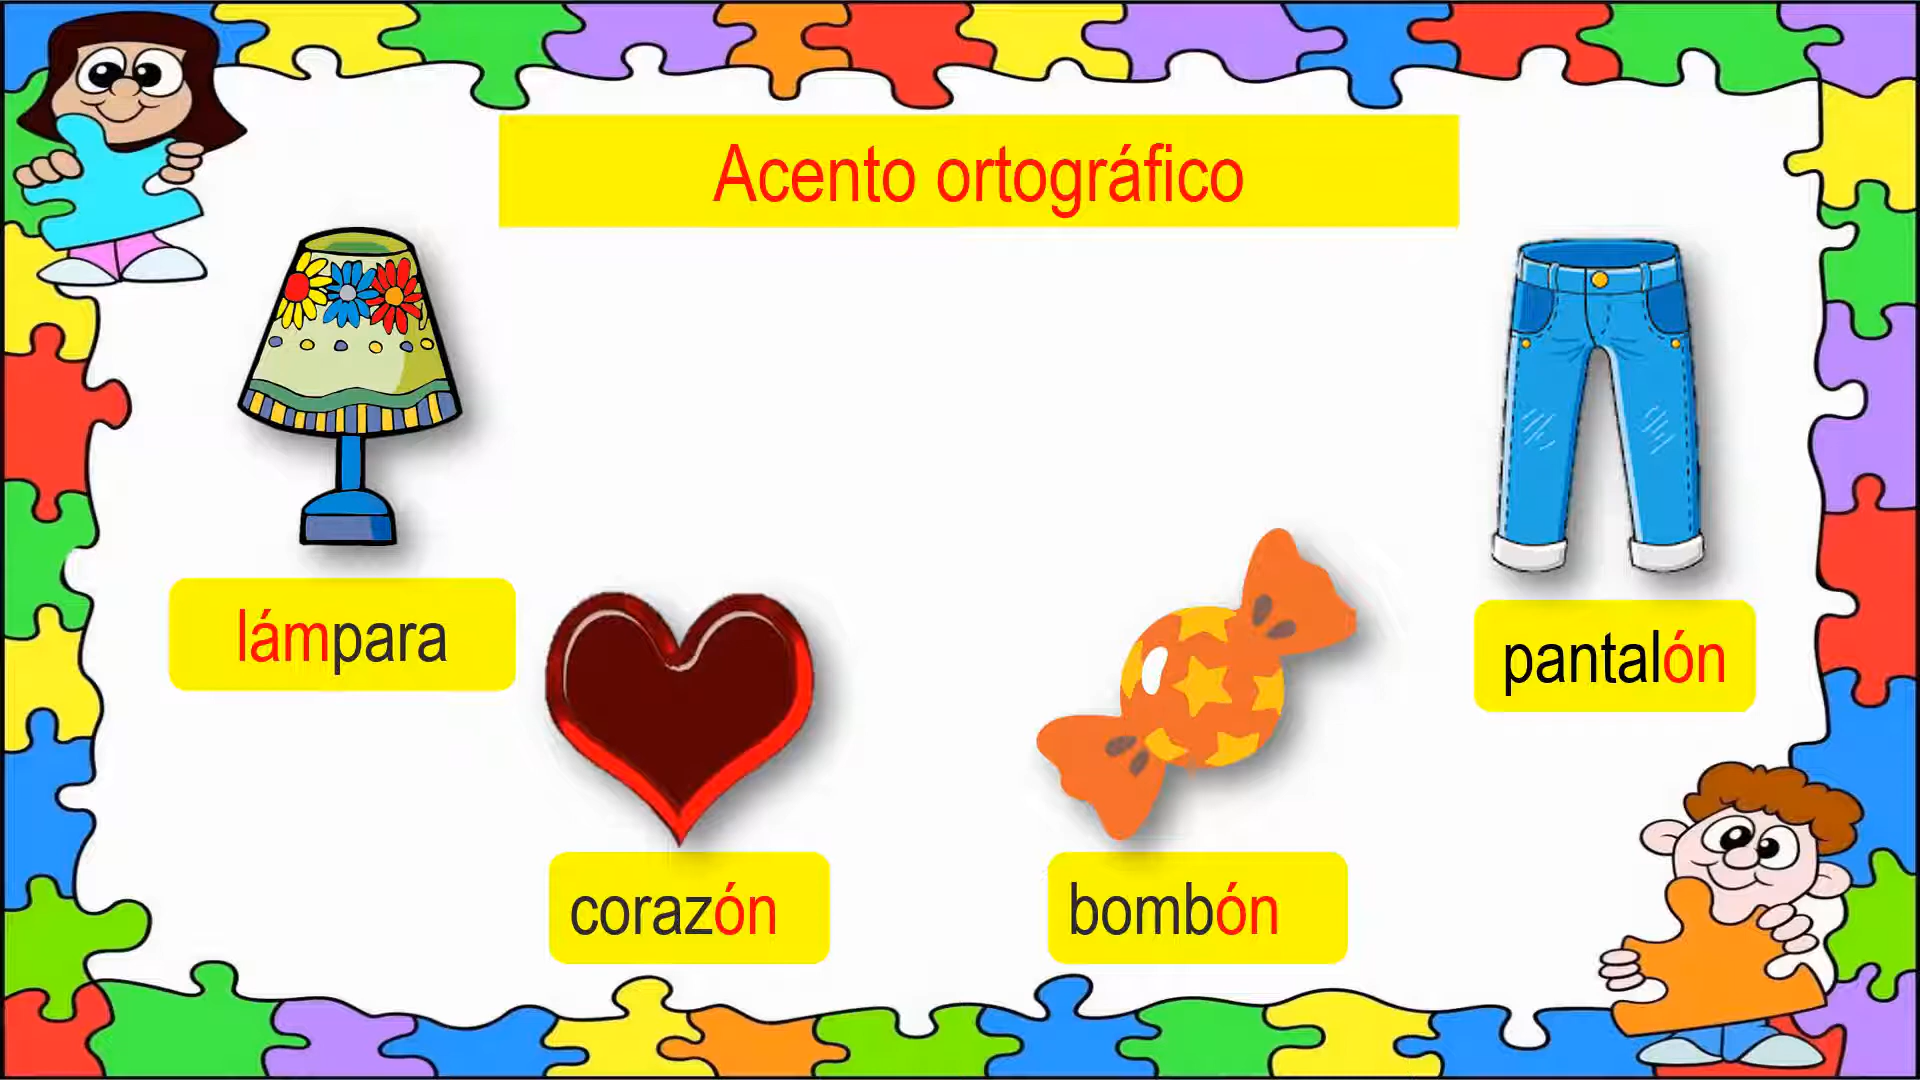 Acento ortográfico
lámpara
pantalón
corazón
bombón